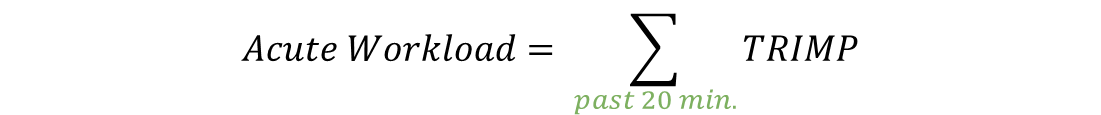 Acute Workload = ∑ TRIMP
past 20 min.